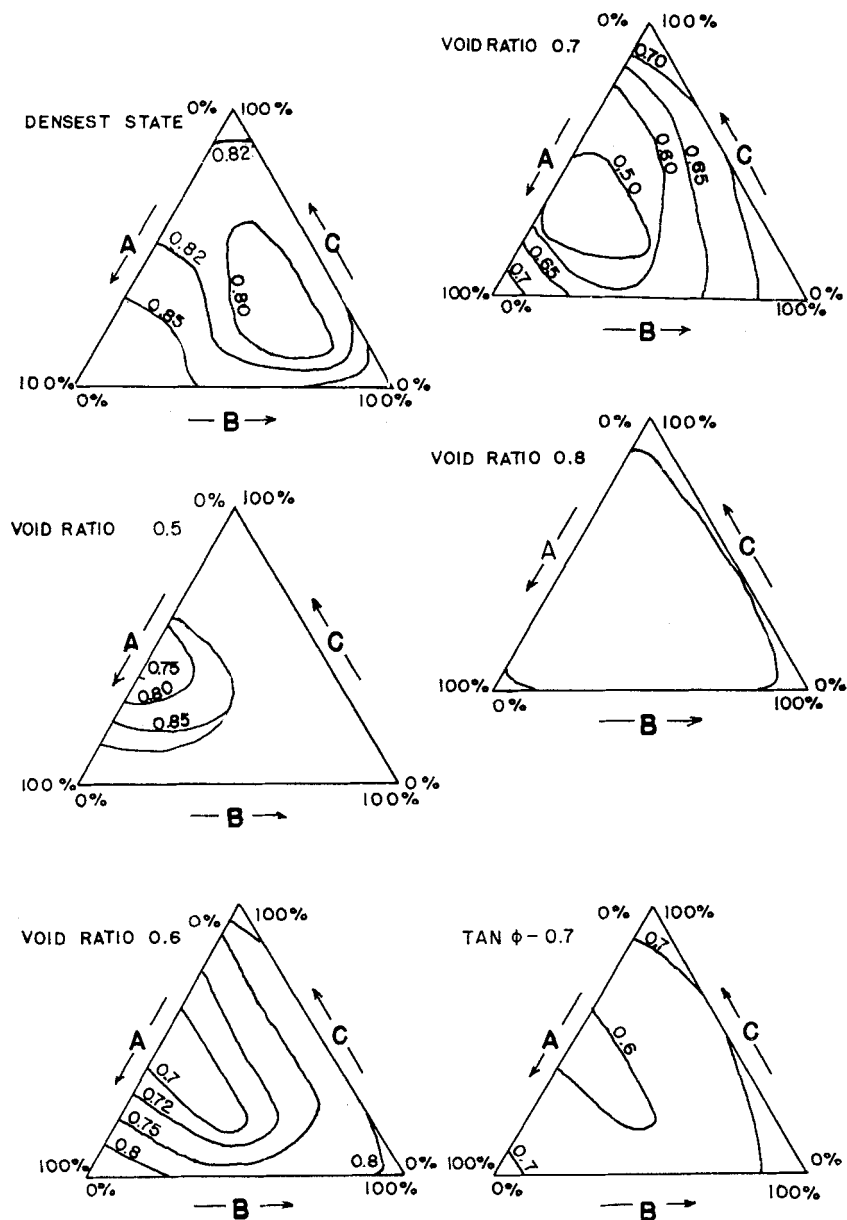 DENSEST STATE
0% 100%
0.82
A
0.82
C
0.80
0.85
100%
0%
0%
100%
B
VOID RATIO 0.7
0% 100%
0.70
A
C
0.60
0.65
0.50
0.65
0.7
100%
0%
0%
100%
B
VOID RATIO 0.5
0% 100%
A
C
0.75
0.80
0.85
100%
0%
0%
100%
B
VOID RATIO 0.8
0% 100%
A
C
100%
0%
0%
100%
B
VOID RATIO 0.6
0% 100%
A
C
0.7
0.72
0.75
0.8
0.8
100%
0%
0%
100%
B
TAN ϕ - 0.7
0% 100%
0.7
A
C
0.6
0.7
100%
0%
0%
100%
B